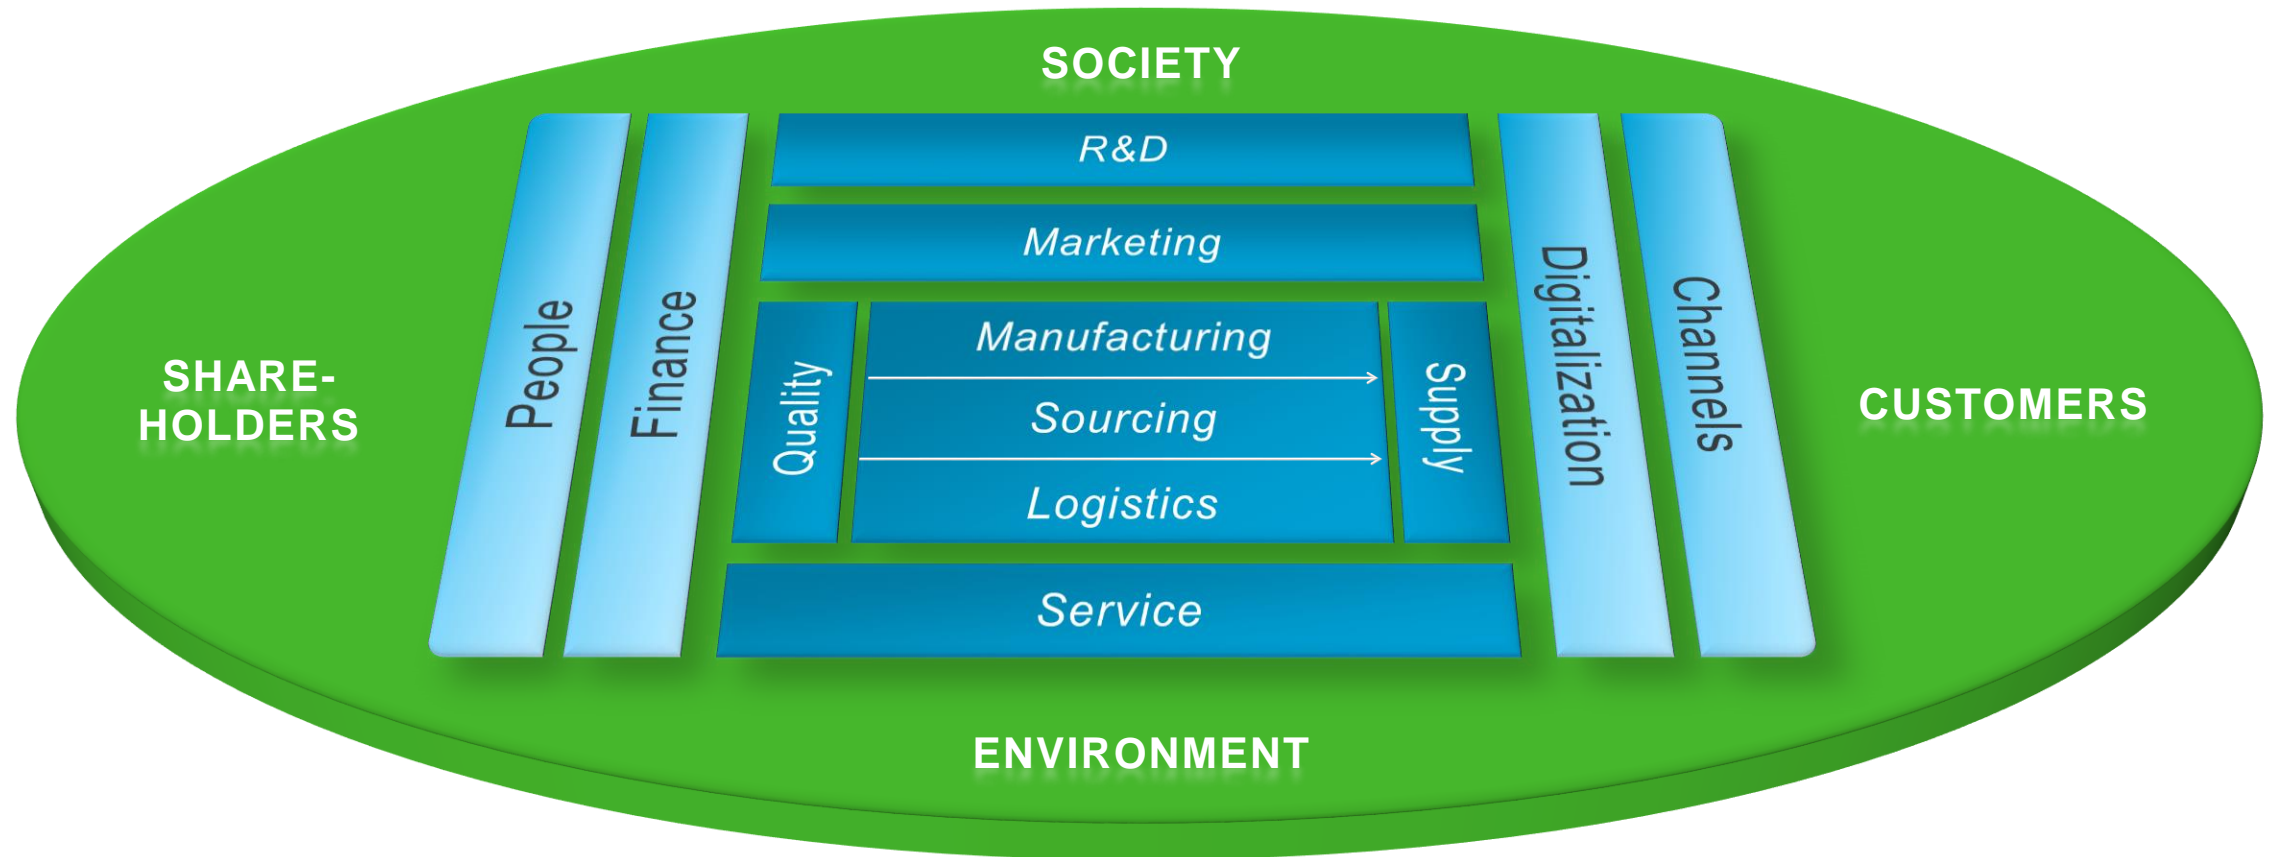 SOCIETY
R&D
Marketing
People
Finance
Quality
Manufacturing
Sourcing
Logistics
Supply
Digitalization
Channels
SHARE-
HOLDERS
CUSTOMERS
Service
ENVIRONMENT